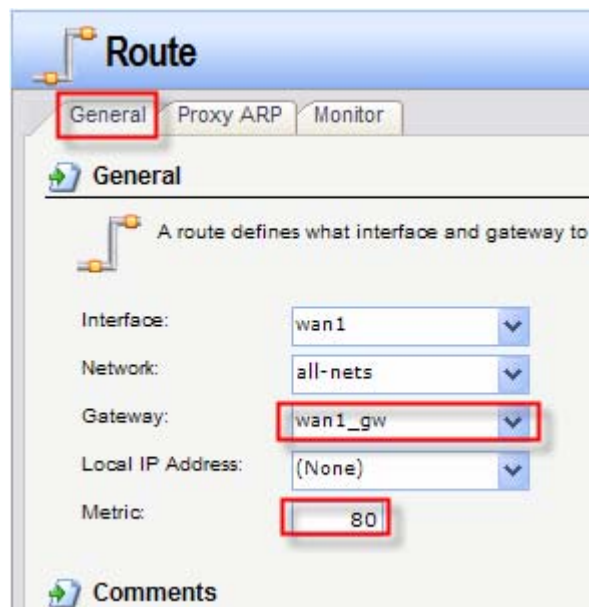 Route
General Proxy ARP Monitor
General
A route defines what interface and gateway to
Interface: wan1
Network: all-nets
Gateway: wan1_gw
Local IP Address: (None)
Metric: 80
Comments